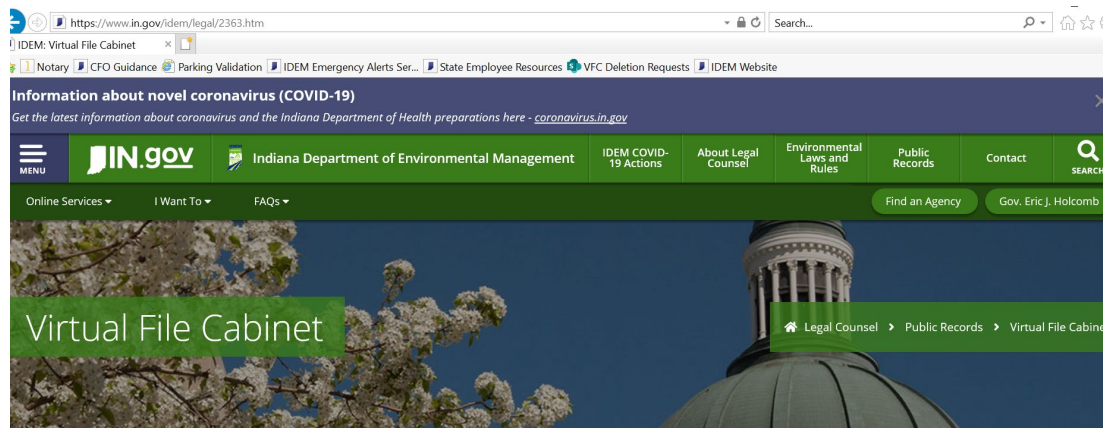 https://www.in.gov/idem/legal/2363.htm Search...
IDEM: Virtual File Cabinet
Notary CFO Guidance Parking Validation IDEM Emergency Alerts Ser... State Employee Resources VFC Deletion Requests IDEM Website
Information about novel coronavirus (COVID-19)
Get the latest information about coronavirus and the Indiana Department of Health preparations here - coronavirus.in.gov
MENU IN.gov Indiana Department of Environmental Management IDEM COVID-19 Actions About Legal Counsel Environmental Laws and Rules Public Records Contact SEARCH
Online Services I Want To FAQs Find an Agency Gov. Eric J. Holcomb
Virtual File Cabinet
Legal Counsel > Public Records > Virtual File Cabine